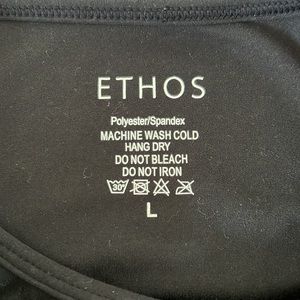 ETHOS
Polyester/Spandex
MACHINE WASH COLD
HANG DRY
DO NOT BLEACH
DO NOT IRON
30°
L